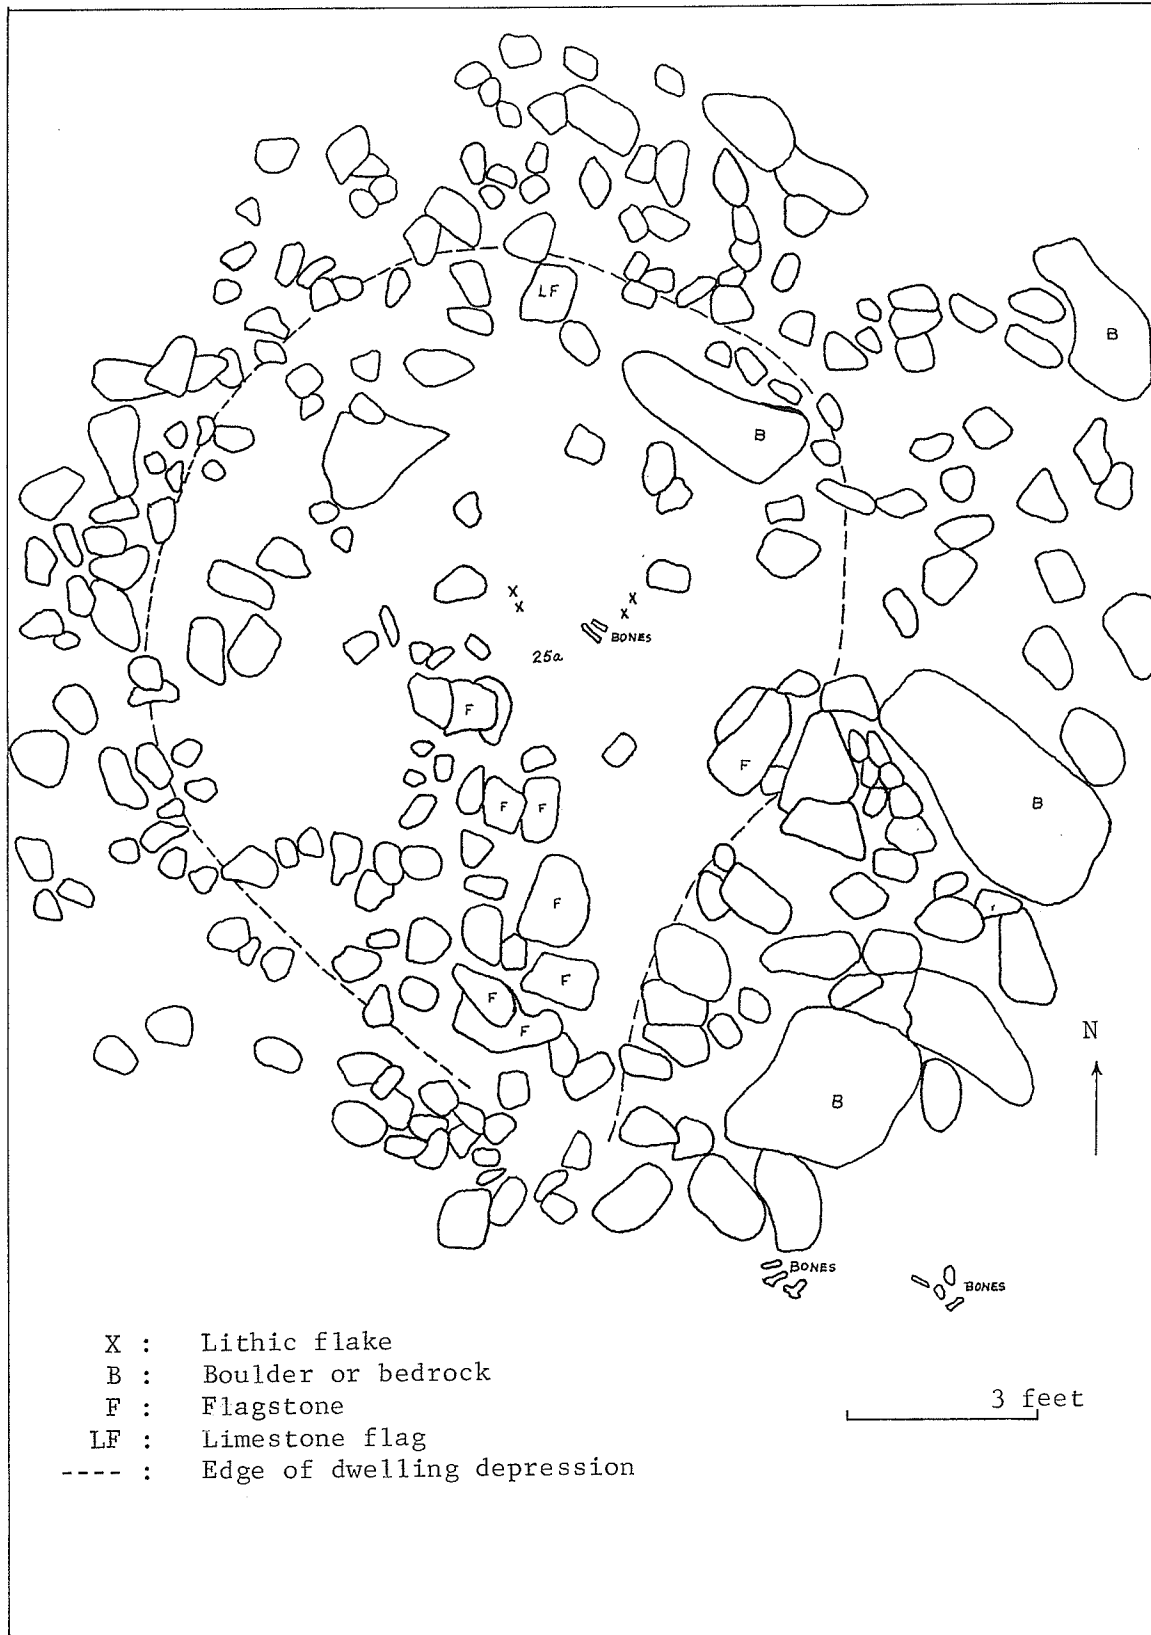 LF
B
B
X
X
X
X
BONES
25a
F
F
F
F
B
F
F
F
F
N
B
BONES
BONES
X : Lithic flake
B : Boulder or bedrock
F : Flagstone
LF : Limestone flag
---- : Edge of dwelling depression
3 feet